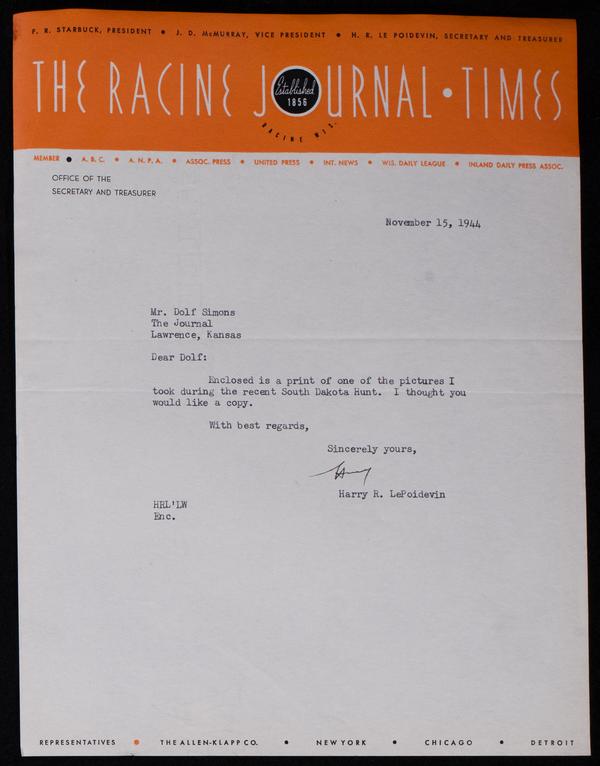 F. R. STARBUCK, PRESIDENT • J. D. McMURRAY, VICE PRESIDENT • H. R. LE POIDEVIN, SECRETARY AND TREASURER
THE RACINE JOURNAL • TIMES
Established
1856
RACINE WIS.
MEMBER • A. B. C. • A. N. P. A. • ASSOC. PRESS • UNITED PRESS • INT. NEWS • WIS. DAILY LEAGUE • INLAND DAILY PRESS ASSOC.
OFFICE OF THE
SECRETARY AND TREASURER
November 15, 1944
Mr. Dolf Simons
The Journal
Lawrence, Kansas
Dear Dolf:
Enclosed is a print of one of the pictures I
took during the recent South Dakota Hunt. I thought you
would like a copy.
With best regards,
Sincerely yours,
Harry
Harry R. LePoidevin
HRL'LW
Enc.
REPRESENTATIVES • THE ALLEN-KLAPP CO. • NEW YORK • CHICAGO • DETROIT